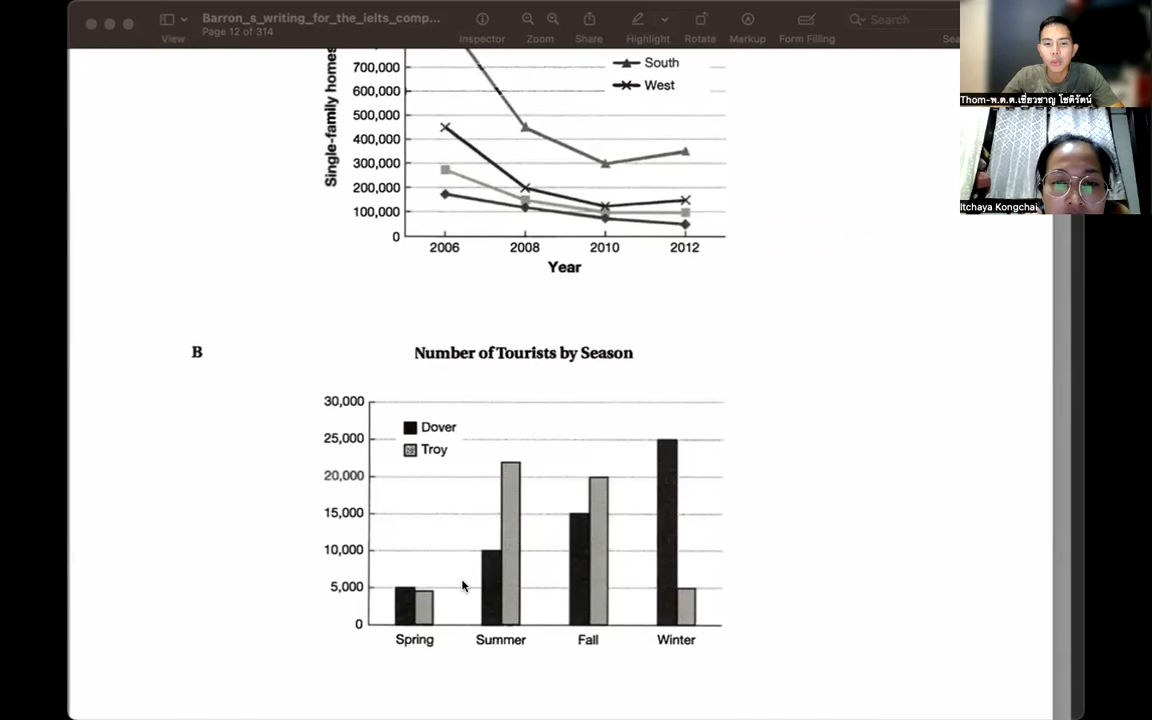 Barron_s_writing_for_the_ielts_comp...
Page 12 of 314
View
Inspector
Zoom
Share
Highlight
Rotate
Markup
Form Filling
Search
Thom-พ.ต.ต.เชี่ยวชาญ โชติรัตน์
Itchaya Kongchai
Single-family homes
700,000
600,000
500,000
400,000
300,000
200,000
100,000
0
South
West
2006 2008 2010 2012
Year
B
Number of Tourists by Season
30,000
25,000
20,000
15,000
10,000
5,000
0
Dover
Troy
Spring Summer Fall Winter